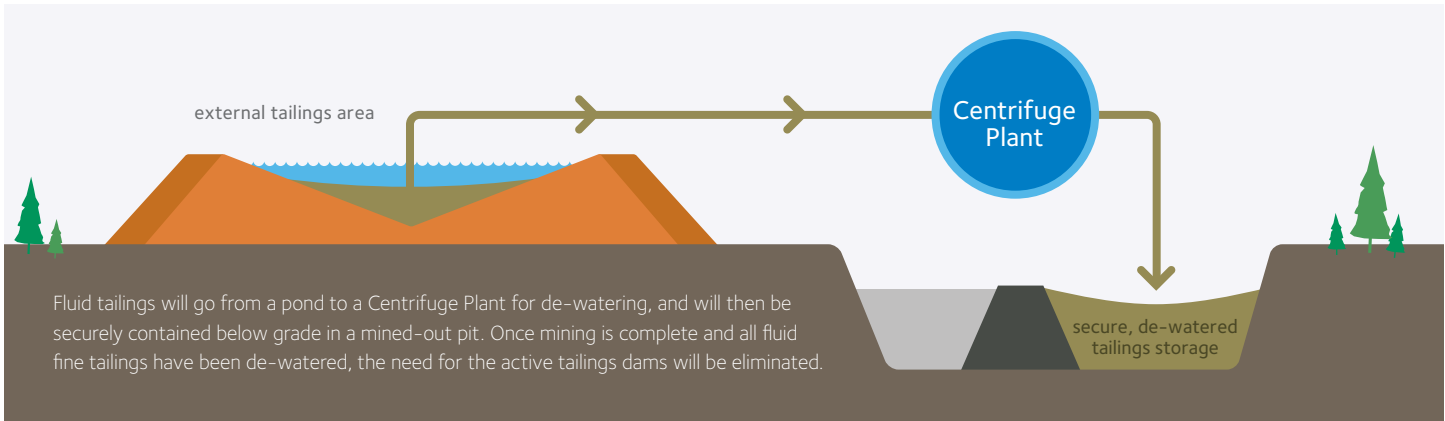 external tailings area
Centrifuge
Plant
Fluid tailings will go from a pond to a Centrifuge Plant for de-watering, and will then be
securely contained below grade in a mined-out pit. Once mining is complete and all fluid
fine tailings have been de-watered, the need for the active tailings dams will be eliminated.
secure, de-watered
tailings storage